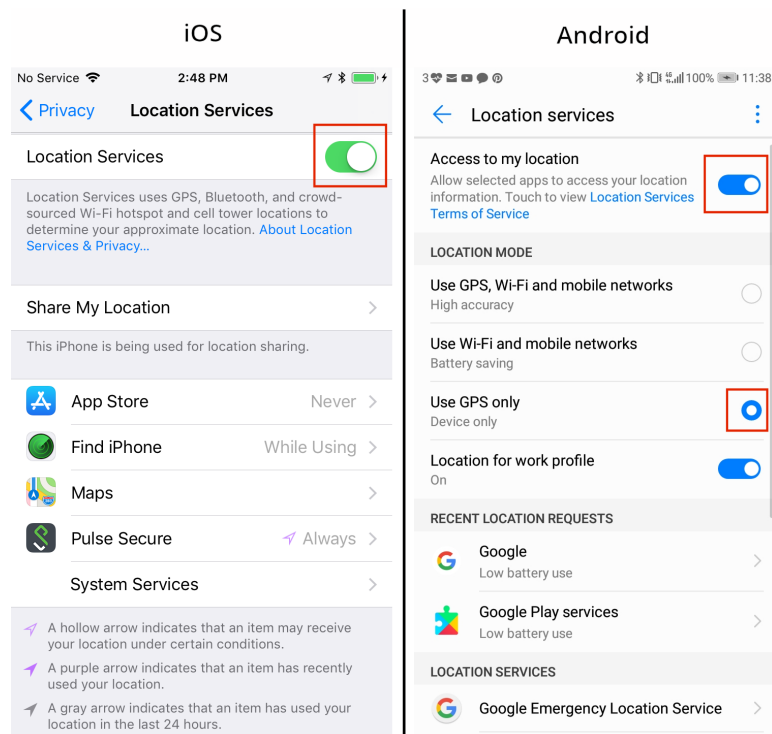 iOS
No Service
2:48 PM
Privacy
Location Services
Location Services
Location Services uses GPS, Bluetooth, and crowd-
sourced Wi-Fi hotspot and cell tower locations to
determine your approximate location. About Location
Services & Privacy...
Share My Location
This iPhone is being used for location sharing.
App Store
Never
Find iPhone
While Using
Maps
Pulse Secure
Always
System Services
A hollow arrow indicates that an item may receive
your location under certain conditions.
A purple arrow indicates that an item has recently
used your location.
A gray arrow indicates that an item has used your
location in the last 24 hours.
Android
3
100%
11:38
Location services
Access to my location
Allow selected apps to access your location
information. Touch to view Location Services
Terms of Service
LOCATION MODE
Use GPS, Wi-Fi and mobile networks
High accuracy
Use Wi-Fi and mobile networks
Battery saving
Use GPS only
Device only
Location for work profile
On
RECENT LOCATION REQUESTS
Google
Low battery use
Google Play services
Low battery use
LOCATION SERVICES
Google Emergency Location Service